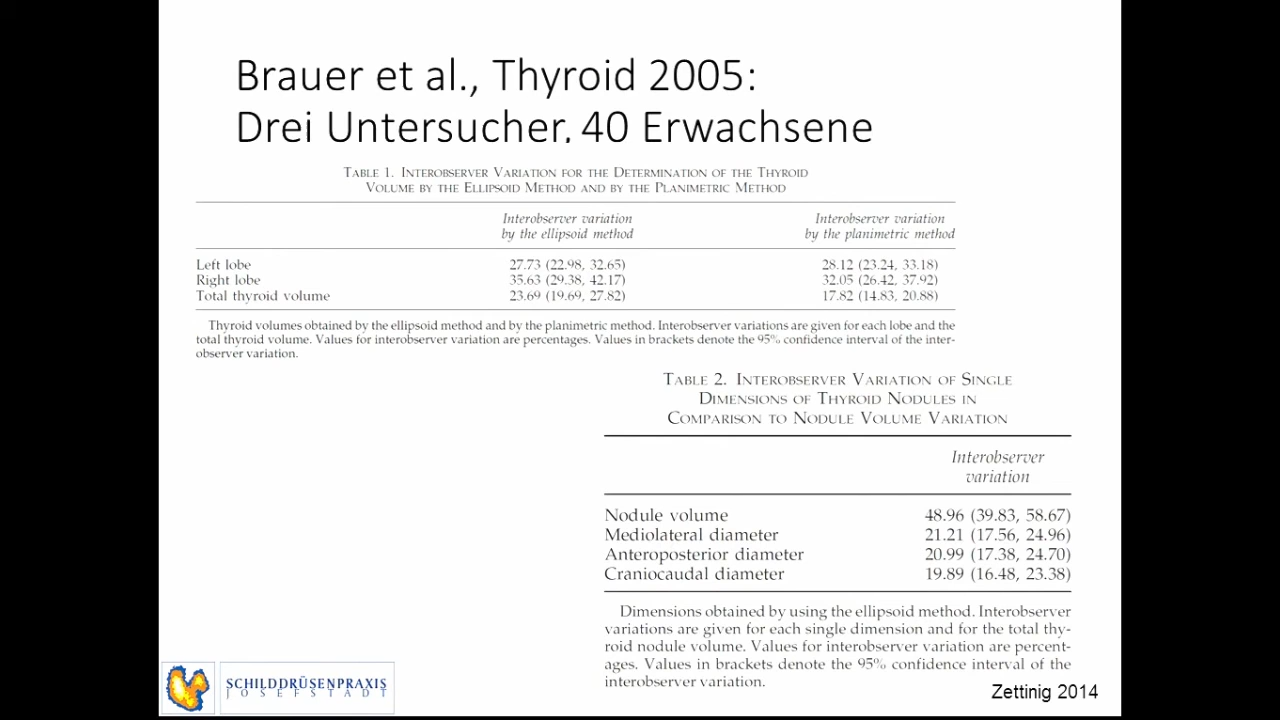 Brauer et al., Thyroid 2005:
Drei Untersucher, 40 Erwachsene
TABLE 1. INTEROBSERVER VARIATION FOR THE DETERMINATION OF THE THYROID
VOLUME BY THE ELLIPSOID METHOD AND BY THE PLANIMETRIC METHOD
Interobserver variation Interobserver variation
by the ellipsoid method by the planimetric method
Left lobe 27.73 (22.98, 32.65) 28.12 (23.24, 33.18)
Right lobe 35.63 (29.38, 42.17) 32.05 (26.42, 37.92)
Total thyroid volume 23.69 (19.69, 27.82) 17.82 (14.83, 20.88)
Thyroid volumes obtained by the ellipsoid method and by the planimetric method. Interobserver variations are given for each lobe and the
total thyroid volume. Values for interobserver variation are percentages. Values in brackets denote the 95% confidence interval of the inter-
observer variation.
TABLE 2. INTEROBSERVER VARIATION OF SINGLE
DIMENSIONS OF THYROID NODULES IN
COMPARISON TO NODULE VOLUME VARIATION
Interobserver
variation
Nodule volume 48.96 (39.83, 58.67)
Mediolateral diameter 21.21 (17.56, 24.96)
Anteroposterior diameter 20.99 (17.38, 24.70)
Craniocaudal diameter 19.89 (16.48, 23.38)
Dimensions obtained by using the ellipsoid method. Interobserver
variations are given for each single dimension and for the total thy-
roid nodule volume. Values for interobserver variation are percent-
ages. Values in brackets denote the 95% confidence interval of the
interobserver variation.
SCHILDDRÜSENPRAXIS
JOSEFSTADT
Zettinig 2014